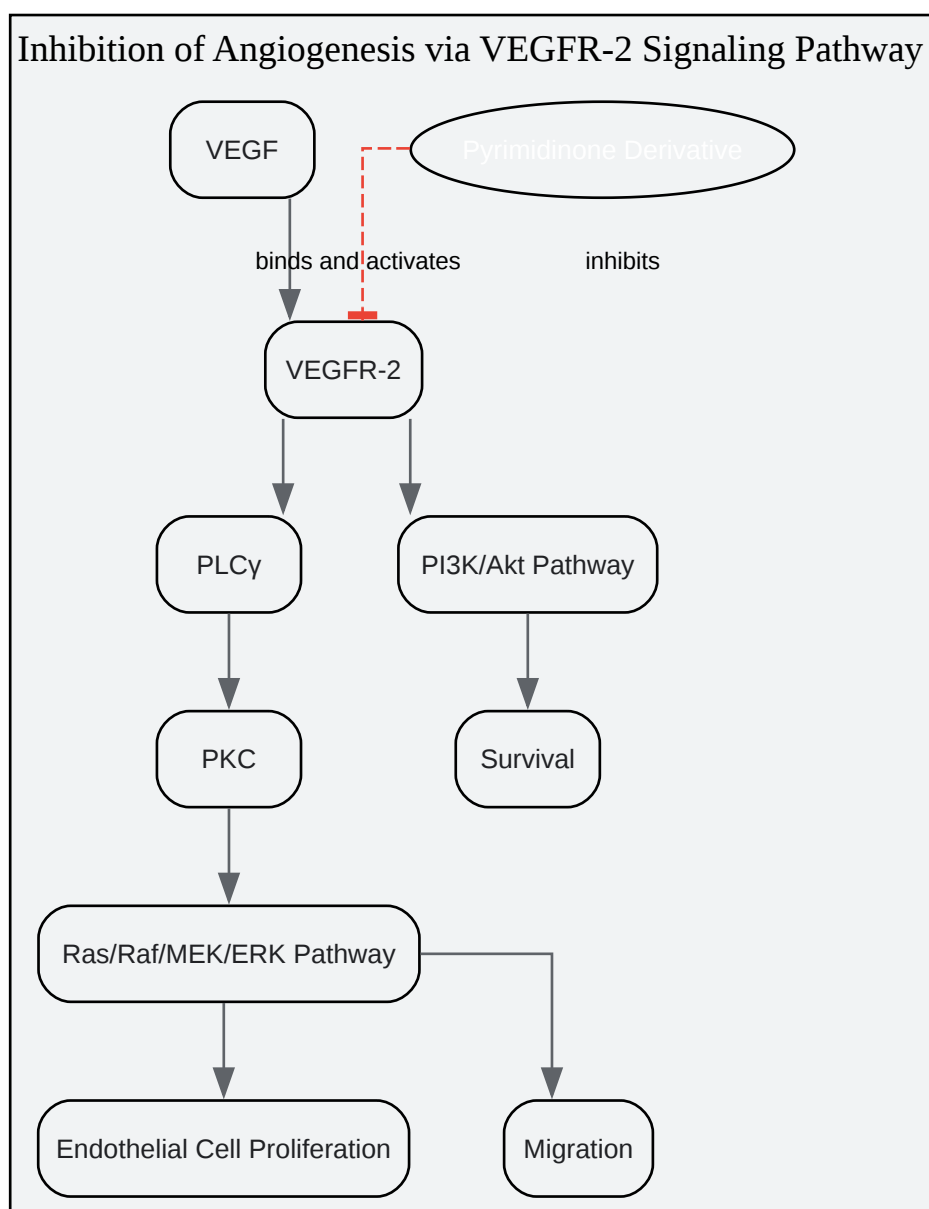 Inhibition of Angiogenesis via VEGFR-2 Signaling Pathway
VEGF
Pyrimidinone Derivative
binds and activates
inhibits
VEGFR-2
PLCγ
PI3K/Akt Pathway
PKC
Survival
Ras/Raf/MEK/ERK Pathway
Endothelial Cell Proliferation
Migration